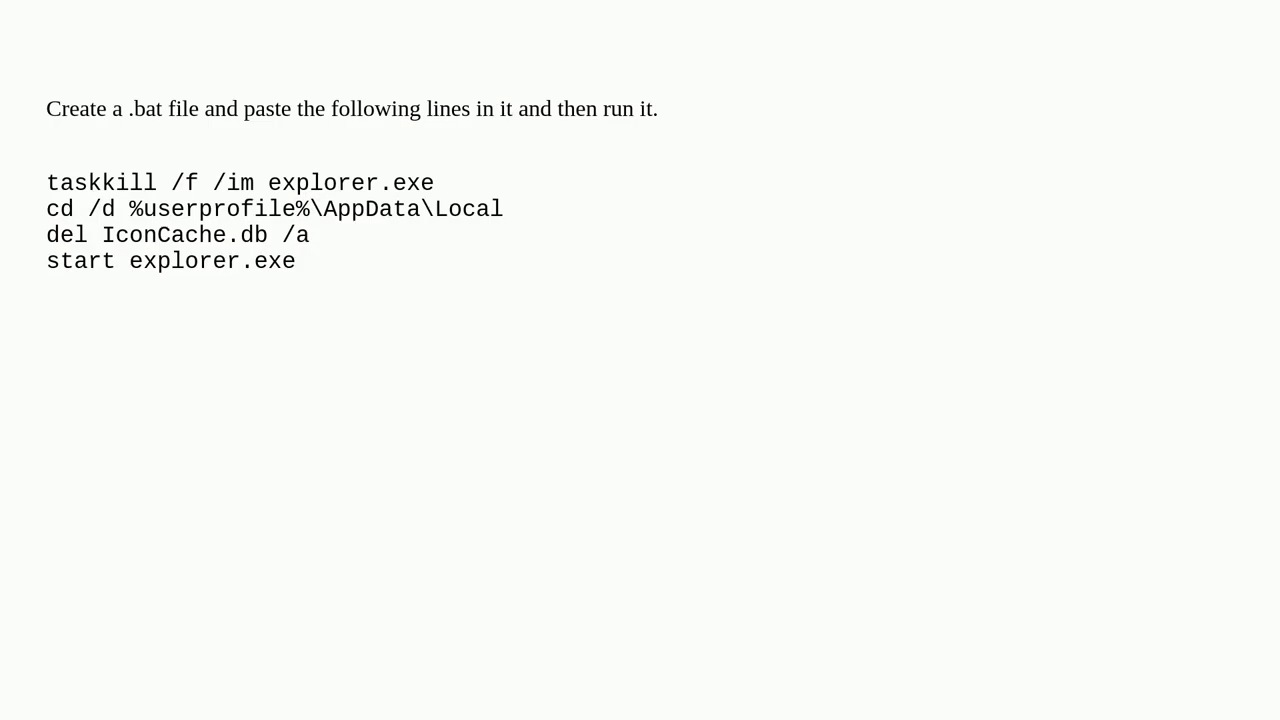 Create a .bat file and paste the following lines in it and then run it.
taskkill /f /im explorer.exe
cd /d %userprofile%\AppData\Local
del IconCache.db /a
start explorer.exe